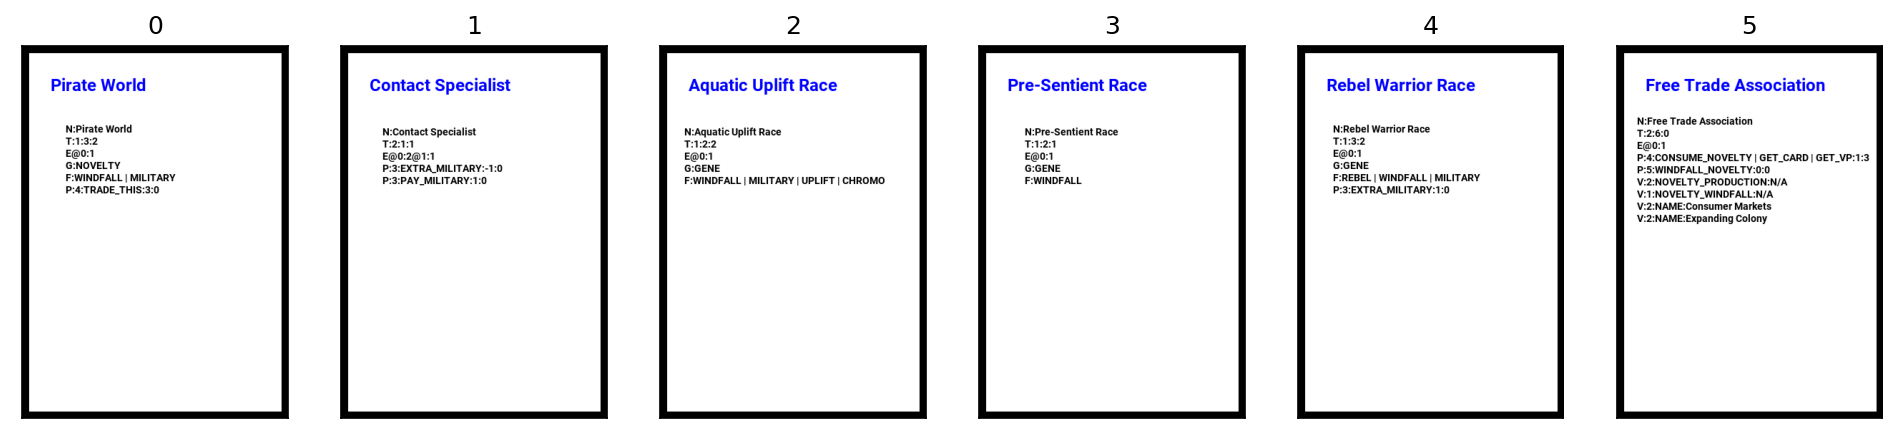 0
Pirate World
N:Pirate World
T:1:3:2
E@0:1
G:NOVELTY
F:WINDFALL | MILITARY
P:4:TRADE_THIS:3:0
1
Contact Specialist
N:Contact Specialist
T:2:1:1
E@0:2@1:1
P:3:EXTRA_MILITARY:-1:0
P:3:PAY_MILITARY:1:0
2
Aquatic Uplift Race
N:Aquatic Uplift Race
T:1:2:2
E@0:1
G:GENE
F:WINDFALL | MILITARY | UPLIFT | CHROMO
3
Pre-Sentient Race
N:Pre-Sentient Race
T:1:2:1
E@0:1
G:GENE
F:WINDFALL
4
Rebel Warrior Race
N:Rebel Warrior Race
T:1:3:2
E@0:1
G:GENE
F:REBEL | WINDFALL | MILITARY
P:3:EXTRA_MILITARY:1:0
5
Free Trade Association
N:Free Trade Association
T:2:6:0
E@0:1
P:4:CONSUME_NOVELTY | GET_CARD | GET_VP:1:3
P:5:WINDFALL_NOVELTY:0:0
V:2:NOVELTY_PRODUCTION:N/A
V:1:NOVELTY_WINDFALL:N/A
V:2:NAME:Consumer Markets
V:2:NAME:Expanding Colony